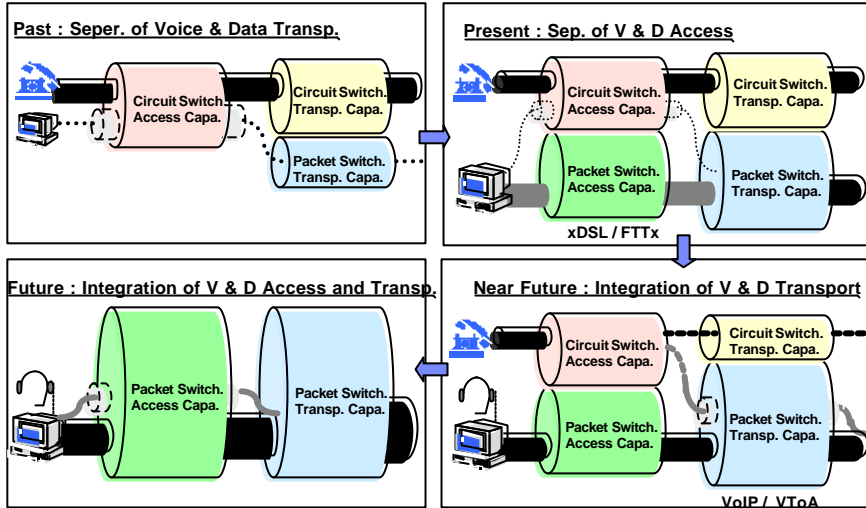 Past : Seper. of Voice & Data Transp.
Circuit Switch.
Access Capa.
Circuit Switch.
Transp. Capa.
Packet Switch.
Transp. Capa.
Present : Sep. of V & D Access
Circuit Switch.
Access Capa.
Circuit Switch.
Transp. Capa.
Packet Switch.
Access Capa.
Packet Switch.
Transp. Capa.
xDSL / FTTx
Near Future : Integration of V & D Transport
Circuit Switch.
Access Capa.
Circuit Switch.
Transp. Capa.
Packet Switch.
Access Capa.
Packet Switch.
Transp. Capa.
VoIP / VToA
Future : Integration of V & D Access and Transp.
Packet Switch.
Access Capa.
Packet Switch.
Transp. Capa.